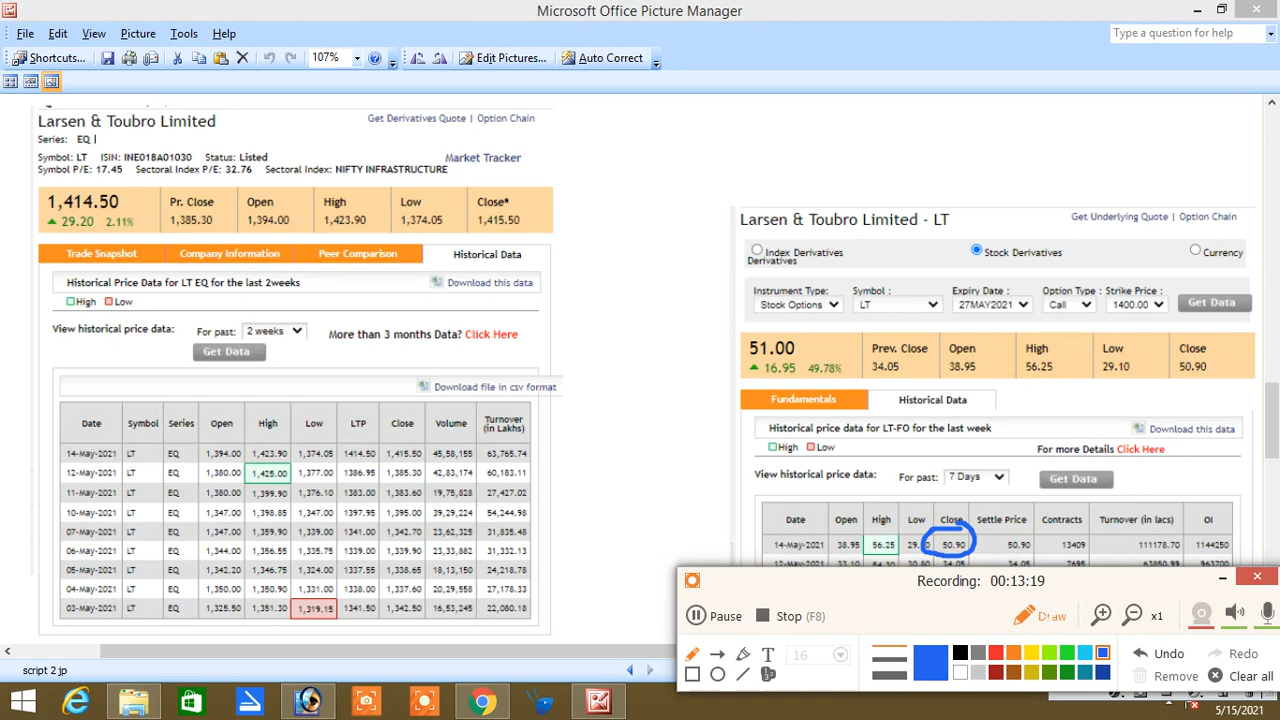 Microsoft Office Picture Manager
File Edit View Picture Tools Help
Type a question for help
Shortcuts... 107% Edit Pictures... Auto Correct
Larsen & Toubro Limited
Get Derivatives Quote | Option Chain
Series: EQ |
Symbol: LT ISIN: INE018A01030 Status: Listed
Market Tracker
Symbol P/E: 17.45 Sectoral Index P/E: 32.76 Sectoral Index: NIFTY INFRASTRUCTURE
1,414.50 Pr. Close Open High Low Close*
29.20 2.11% 1,385.30 1,394.00 1,423.90 1,374.05 1,415.50
Trade Snapshot Company Information Peer Comparison Historical Data
Historical Price Data for LT EQ for the last 2weeks Download this data
High Low
View historical price data: For past: 2 weeks More than 3 months Data? Click Here
Get Data
Download file in csv format
Date Symbol Series Open High Low LTP Close Volume Turnover (in Lakhs)
14-May-2021 LT EQ 1,394.00 1,423.90 1,374.05 1414.50 1,415.50 63,765.74
12-May-2021 LT EQ 1,380.00 1,425.00 1,377.00 1386.95 1,385.30 42,83,174 60,183.11
11-May-2021 LT EQ 1,380.00 1,399.90 1,376.10 1383.00 1,383.60 19,75,828 27,427.02
10-May-2021 LT EQ 1,347.00 1,398.85 1,347.00 1397.95 1,395.00 39,29,224 54,244.98
07-May-2021 LT EQ 1,347.00 1,359.90 1,339.00 1341.40 1,342.70 23,62,325 31,835.48
06-May-2021 LT EQ 1,344.00 1,356.55 1,335.75 1339.00 1,339.90 23,33,882 31,332.13
05-May-2021 LT EQ 1,342.20 1,346.75 1,324.00 1337.55 1,338.65 18,13,150 24,218.78
04-May-2021 LT EQ 1,350.00 1,350.90 1,331.00 1338.00 1,337.60 20,29,558 27,178.33
03-May-2021 LT EQ 1,325.50 1,351.30 1,319.15 1341.50 1,342.50 16,53,245 22,080.18
Larsen & Toubro Limited - LT
Get Underlying Quote | Option Chain
Index Derivatives Stock Derivatives Currency
Derivatives
Instrument Type: Symbol : Expiry Date : Option Type : Strike Price :
Stock Options LT 27MAY2021 Call 1400.00 Get Data
51.00 Prev. Close Open High Low Close
16.95 49.78% 34.05 38.95 56.25 29.10 50.90
Fundamentals Historical Data
Historical price data for LT-FO for the last week Download this data
High Low For more Details Click Here
View historical price data: For past: 7 Days Get Data
Date Open High Low Close Settle Price Contracts Turnover (in lacs) OI
14-May-2021 38.95 56.25 50.90 50.90 13409 111178.70 1144250
Recording: 00:13:19
Pause Stop (F8) Draw x1
T 16 Undo Redo
Remove Clear all
script 2 jp
5/15/2021